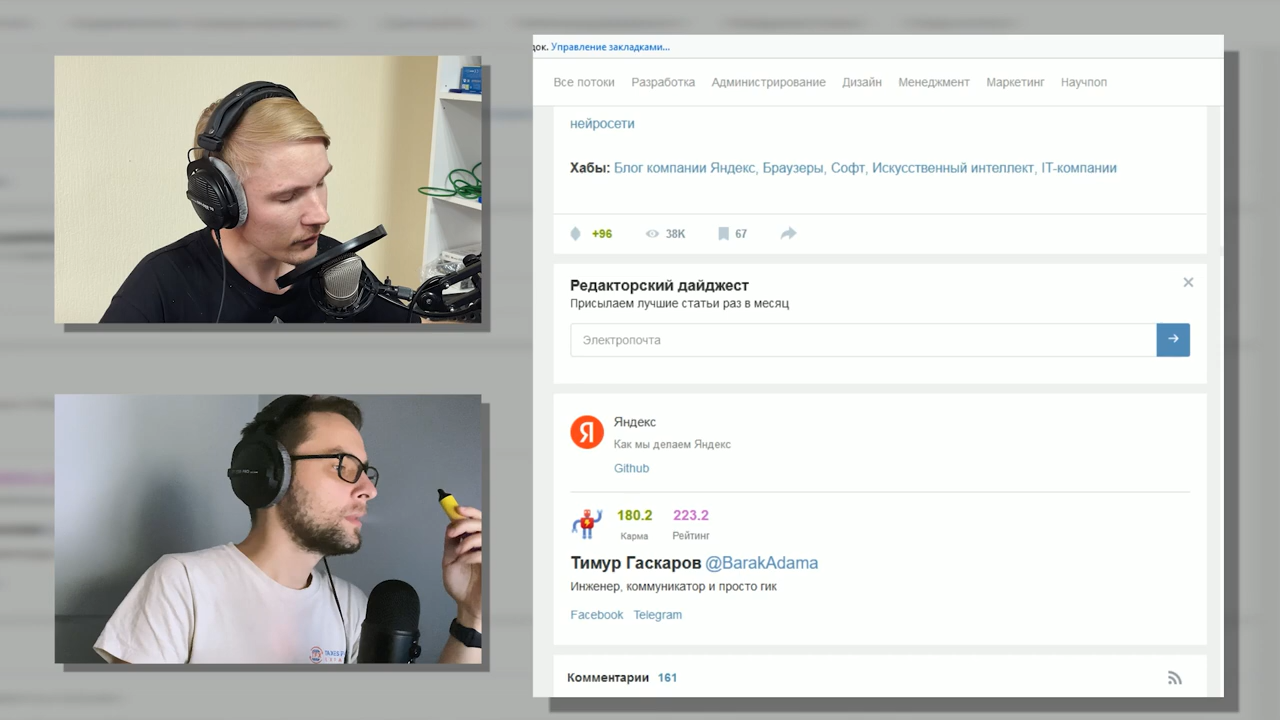 док. Управление закладками...
Все потоки Разработка Администрирование Дизайн Менеджмент Маркетинг Научпоп
нейросети
Хабы: Блог компании Яндекс, Браузеры, Софт, Искусственный интеллект, IT-компании
+96 38K 67
Редакторский дайджест
Присылаем лучшие статьи раз в месяц
Электропочта
Я
Яндекс
Как мы делаем Яндекс
Github
180.2 223.2
Карма Рейтинг
Тимур Гаскаров @BarakAdama
Инженер, коммуникатор и просто гик
Facebook Telegram
Комментарии 161